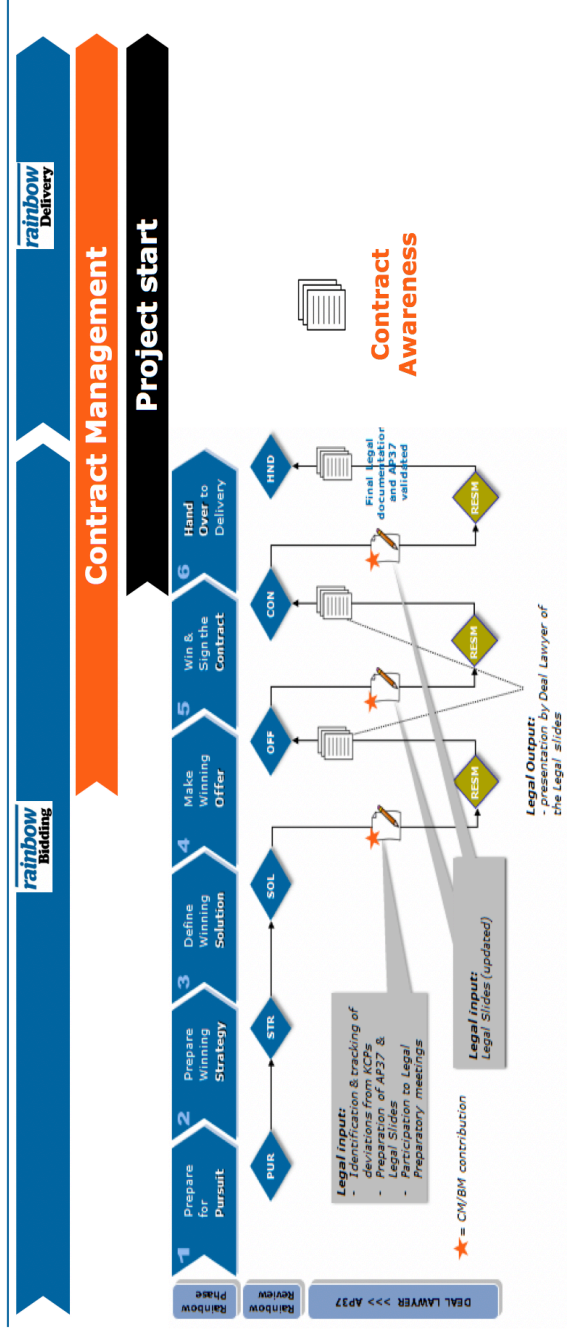 rainbow
Bidding
rainbow
Delivery
Contract Management
Project start
Rainbow
Phase
1
Prepare
for
Pursuit
2
Prepare
Winning
Strategy
3
Define
Winning
Solution
4
Make
Winning
Offer
5
Win &
Sign the
Contract
6
Hand
Over to
Delivery
Rainbow
Review
PUR
STR
SOL
OFF
CON
HND
DEAL LAWYER >>> AP37
Legal input:
- Identification & tracking of
deviations from KCPs
- Preparation of AP37 &
Legal Slides
- Participation to Legal
Preparatory meetings
Final Legal
documentation
and AP37
validated
Contract
Awareness
RESM
RESM
RESM
Legal input:
Legal Slides (updated)
Legal Output:
- presentation by Deal Lawyer of
the Legal slides
= CM/BM contribution